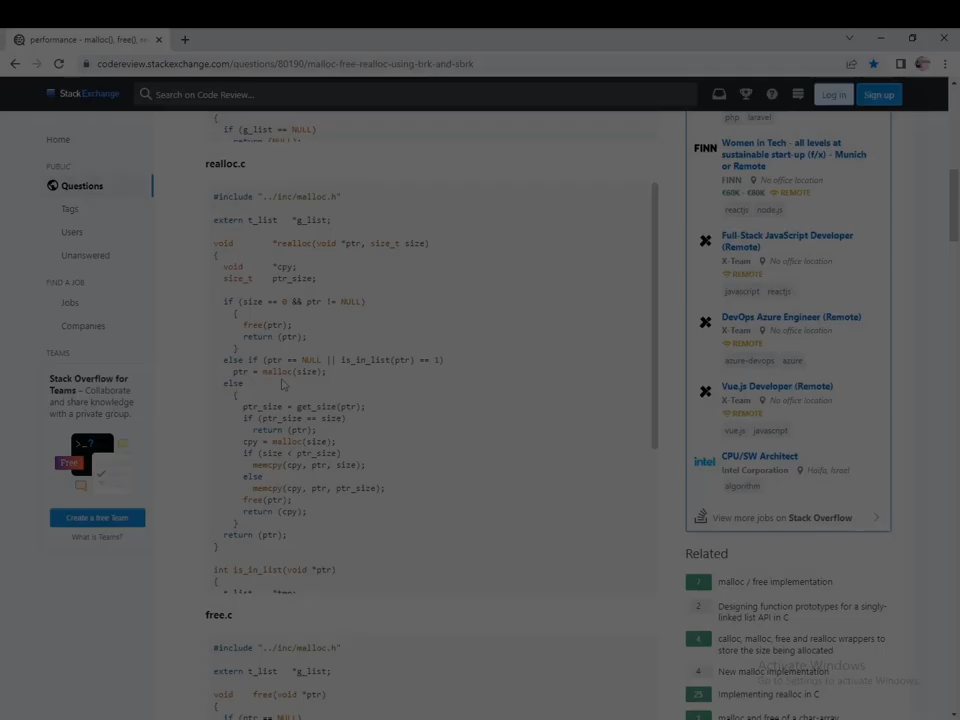 performance - malloc(), free(), re
codereview.stackexchange.com/questions/80190/malloc-free-realloc-using-brk-and-sbrk
StackExchange
Search on Code Review...
Log in
Sign up
Home
PUBLIC
Questions
Tags
Users
Unanswered
FIND A JOB
Jobs
Companies
TEAMS
Stack Overflow for
Teams – Collaborate
and share knowledge
with a private group.
>_?
Free
Create a free Team
What is Teams?
{
if (g_list == NULL)
return (NULL);
realloc.c
#include "../inc/malloc.h"
extern t_list *g_list;
void *realloc(void *ptr, size_t size)
{
void *cpy;
size_t ptr_size;
if (size == 0 && ptr != NULL)
{
free(ptr);
return (ptr);
}
else if (ptr == NULL || is_in_list(ptr) == 1)
ptr = malloc(size);
else
{
ptr_size = get_size(ptr);
if (ptr_size == size)
return (ptr);
cpy = malloc(size);
if (size < ptr_size)
memcpy(cpy, ptr, size);
else
memcpy(cpy, ptr, ptr_size);
free(ptr);
return (cpy);
}
return (ptr);
}
int is_in_list(void *ptr)
{
free.c
#include "../inc/malloc.h"
extern t_list *g_list;
void free(void *ptr)
{
if (ptr == NULL)
php laravel
FINN
Women in Tech - all levels at
sustainable start-up (f/x) - Munich
or Remote
FINN No office location
€60K - €80K REMOTE
reactjs node.js
Full-Stack JavaScript Developer
(Remote)
X-Team No office location
REMOTE
javascript reactjs
DevOps Azure Engineer (Remote)
X-Team No office location
REMOTE
azure-devops azure
Vue.js Developer (Remote)
X-Team No office location
REMOTE
vue.js javascript
intel
CPU/SW Architect
Intel Corporation Haifa, Israel
algorithm
View more jobs on Stack Overflow
Related
7 malloc / free implementation
2 Designing function prototypes for a singly-
linked list API in C
4 calloc, malloc, free and realloc wrappers to
store the size being allocated
4 New malloc implementation
25 Implementing realloc in C
malloc and free of a char-array
Activate Windows
Go to Settings to activate Windows.